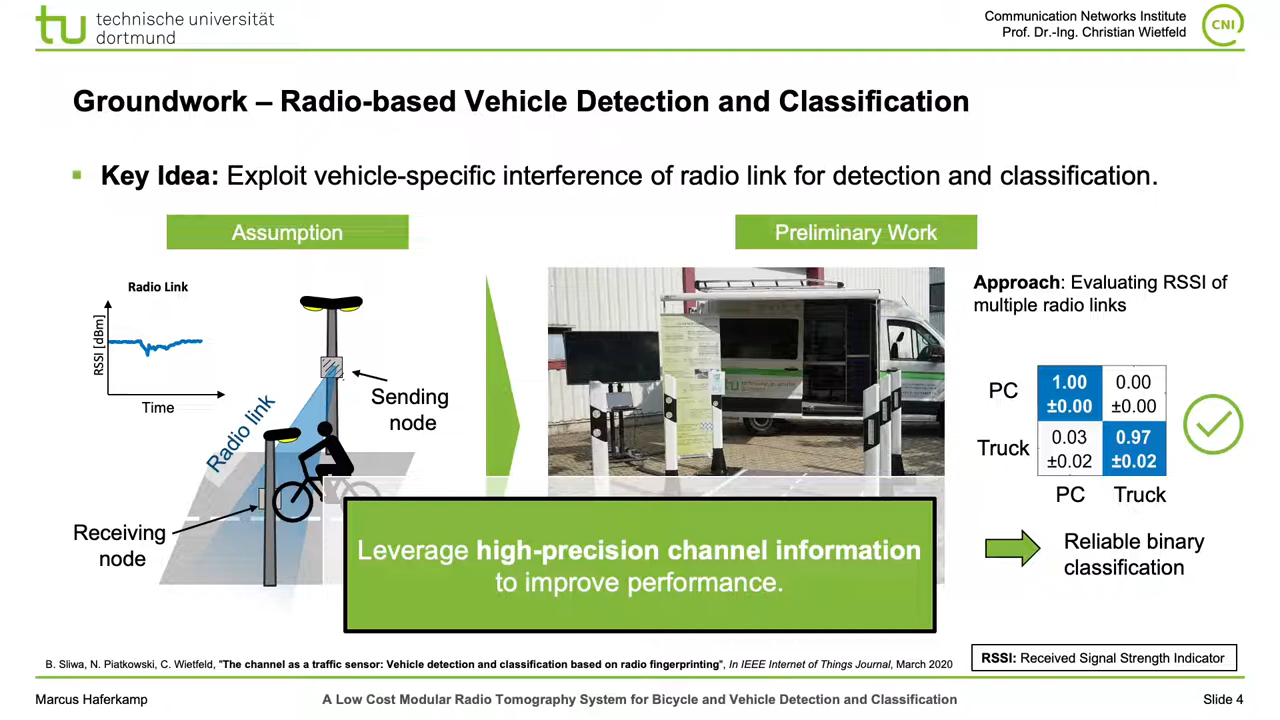 tu technische universität
dortmund
Communication Networks Institute
Prof. Dr.-Ing. Christian Wietfeld
CNI
Groundwork – Radio-based Vehicle Detection and Classification
Key Idea: Exploit vehicle-specific interference of radio link for detection and classification.
Assumption
Preliminary Work
Radio Link
RSSI [dBm]
Time
Sending
node
Radio link
Receiving
node
tu
Approach: Evaluating RSSI of
multiple radio links
PC
1.00
±0.00
0.00
±0.00
Truck
0.03
±0.02
0.97
±0.02
PC
Truck
Reliable binary
classification
Leverage high-precision channel information
to improve performance.
B. Sliwa, N. Piatkowski, C. Wietfeld, "The channel as a traffic sensor: Vehicle detection and classification based on radio fingerprinting", In IEEE Internet of Things Journal, March 2020
RSSI: Received Signal Strength Indicator
Marcus Haferkamp
A Low Cost Modular Radio Tomography System for Bicycle and Vehicle Detection and Classification
Slide 4